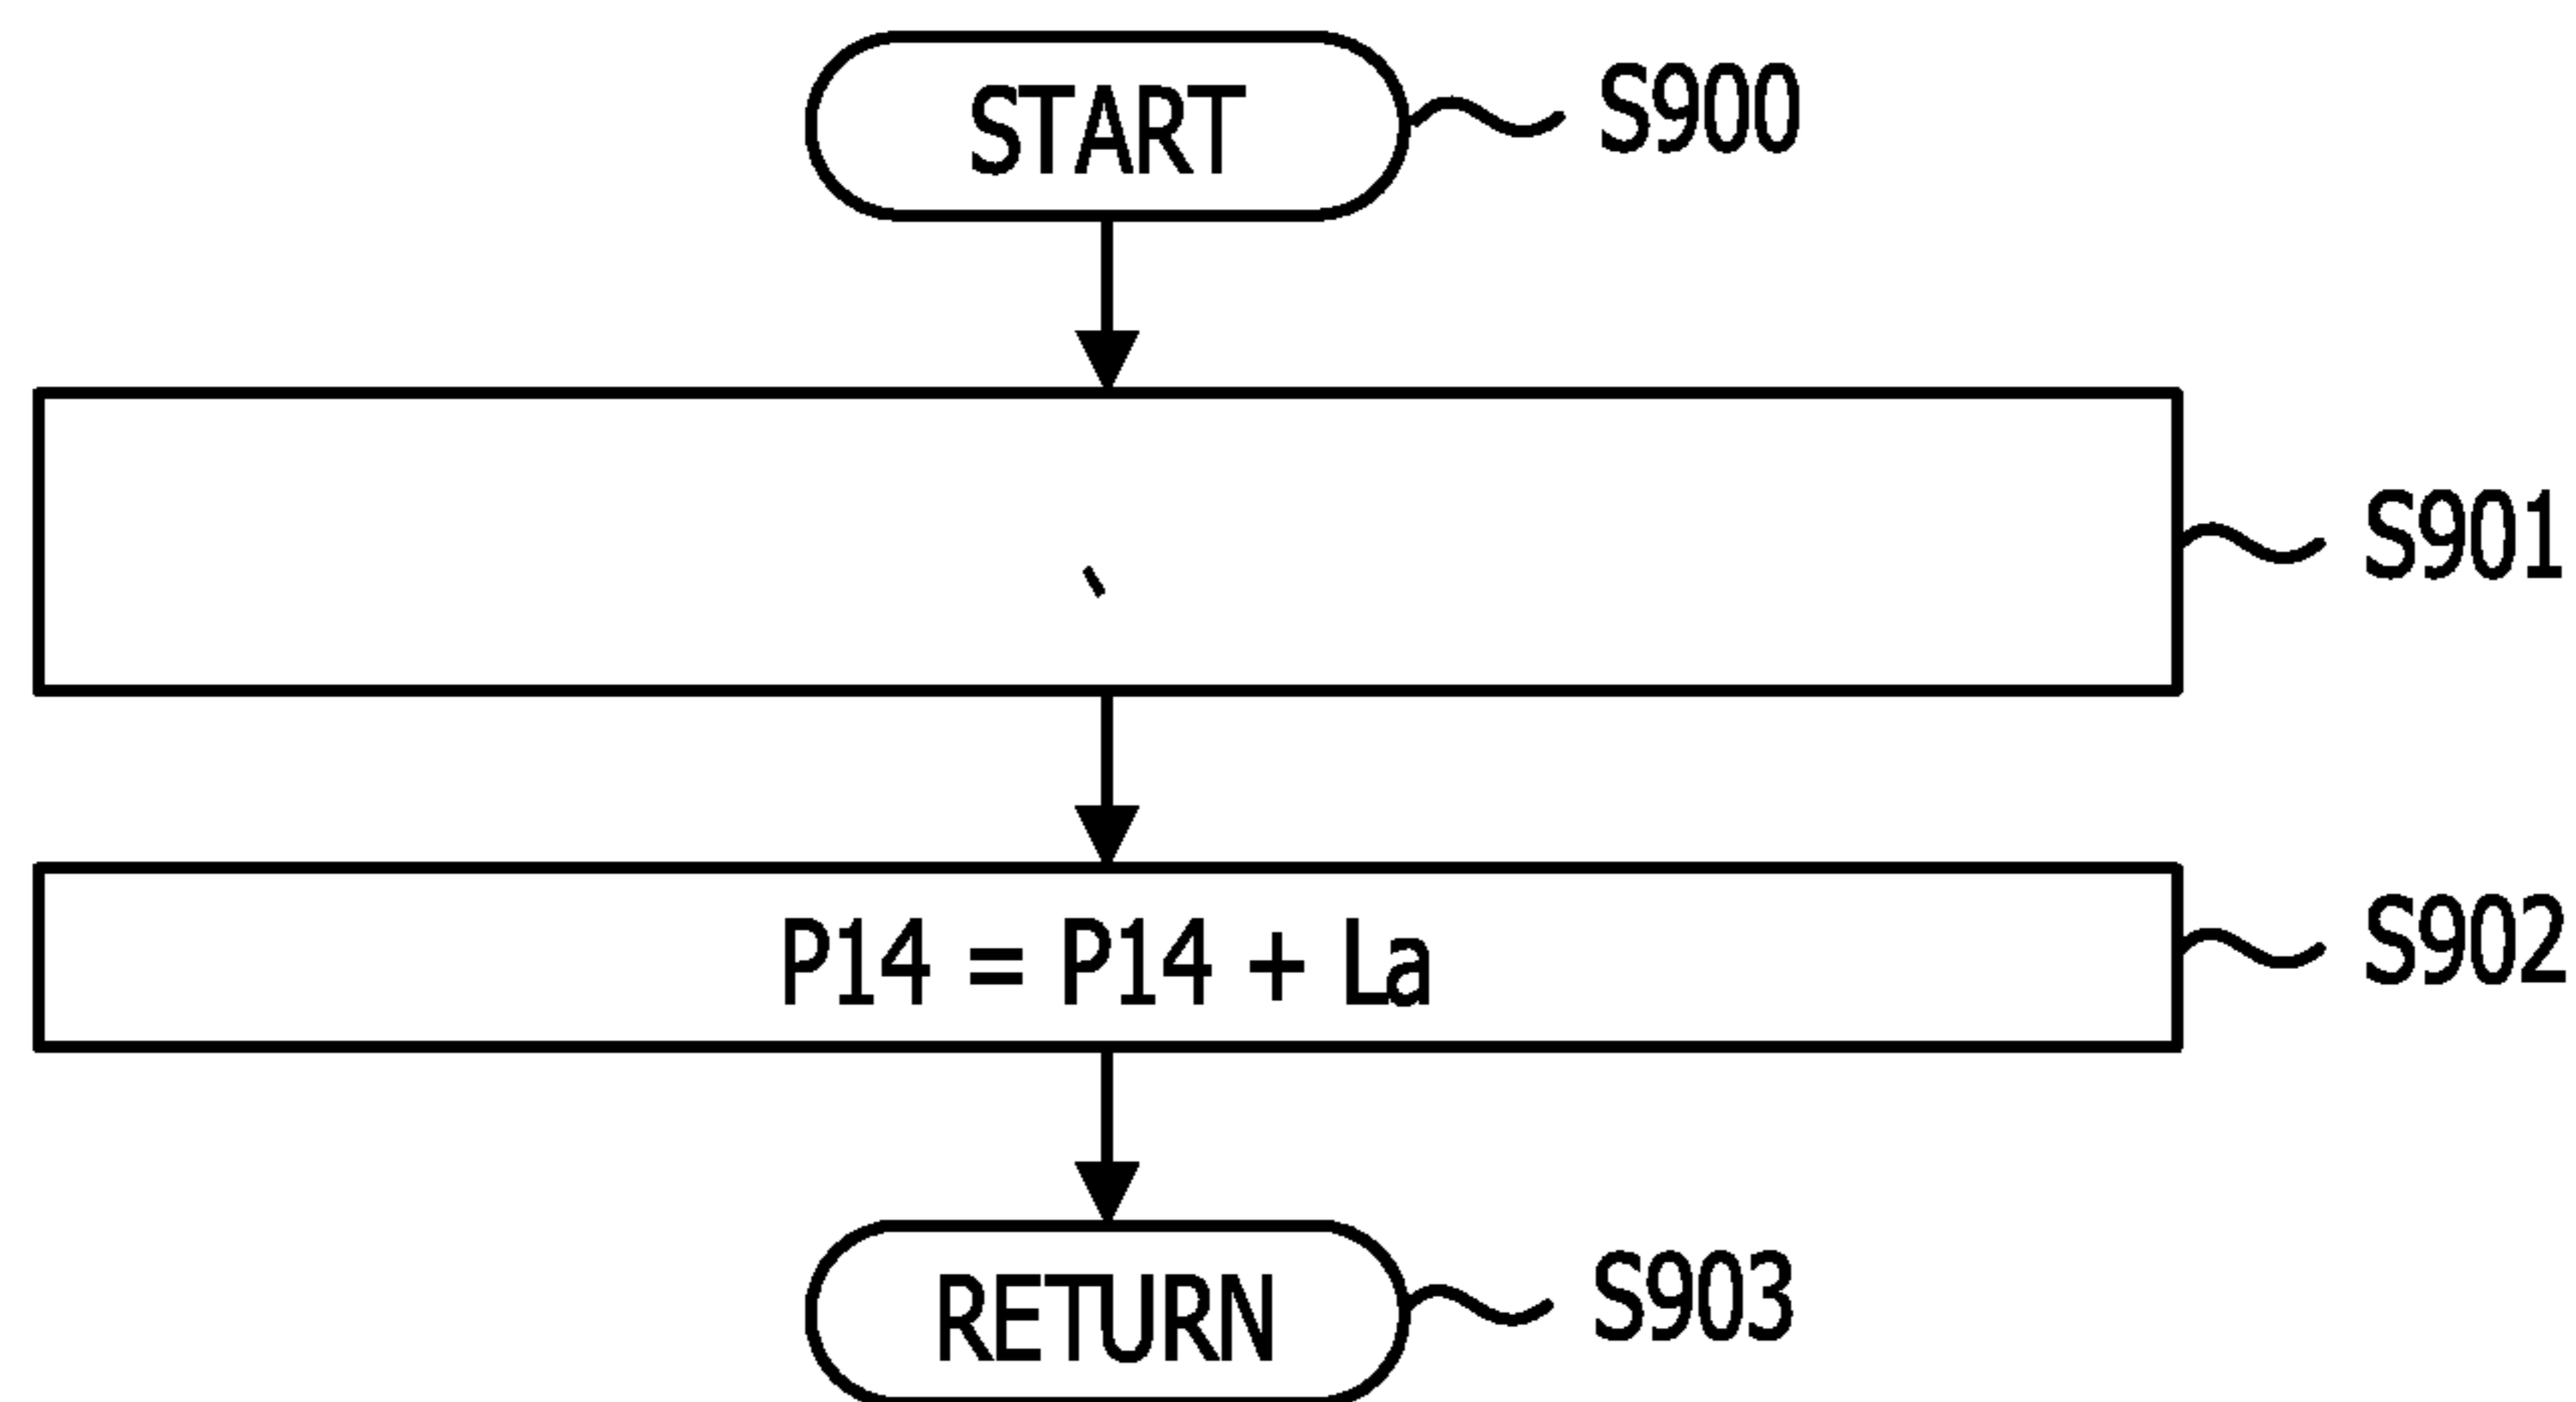 START
S900
S901
P14 = P14 + La
S902
RETURN
S903